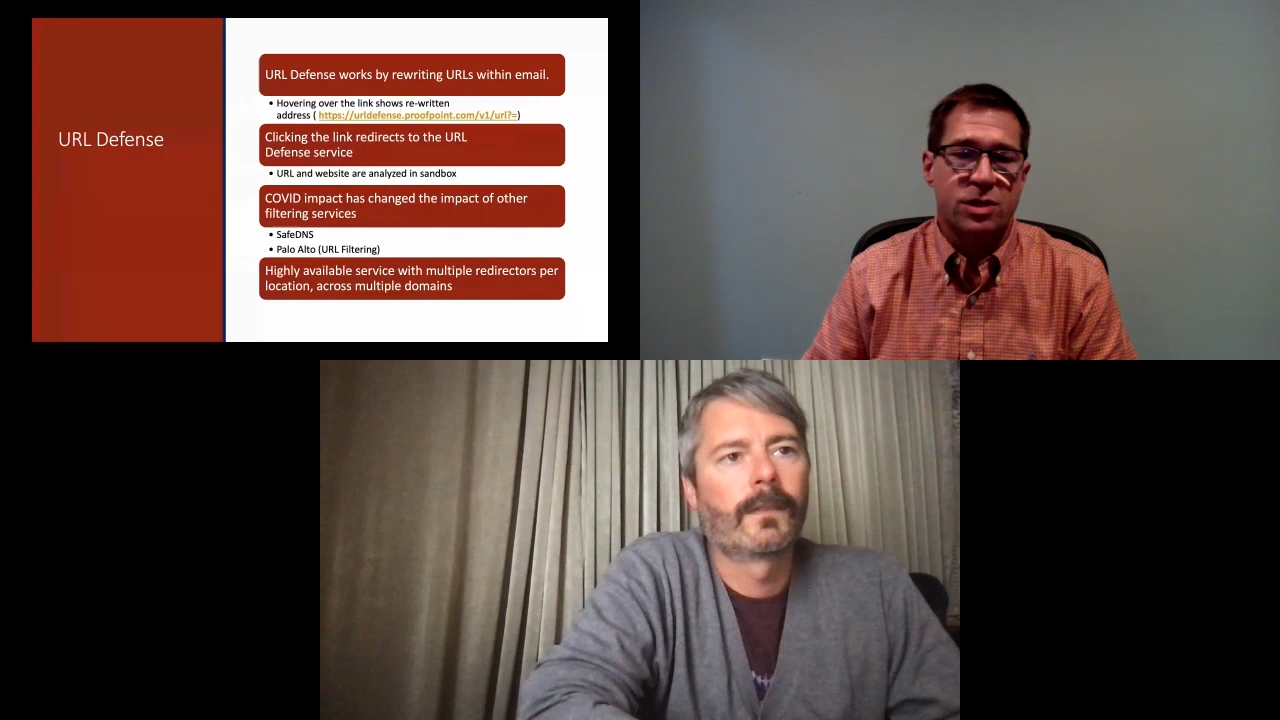 URL Defense
URL Defense works by rewriting URLs within email.
• Hovering over the link shows re-written
address ( https://urldefense.proofpoint.com/v1/url?=)
Clicking the link redirects to the URL
Defense service
• URL and website are analyzed in sandbox
COVID impact has changed the impact of other
filtering services
• SafeDNS
• Palo Alto (URL Filtering)
Highly available service with multiple redirectors per
location, across multiple domains